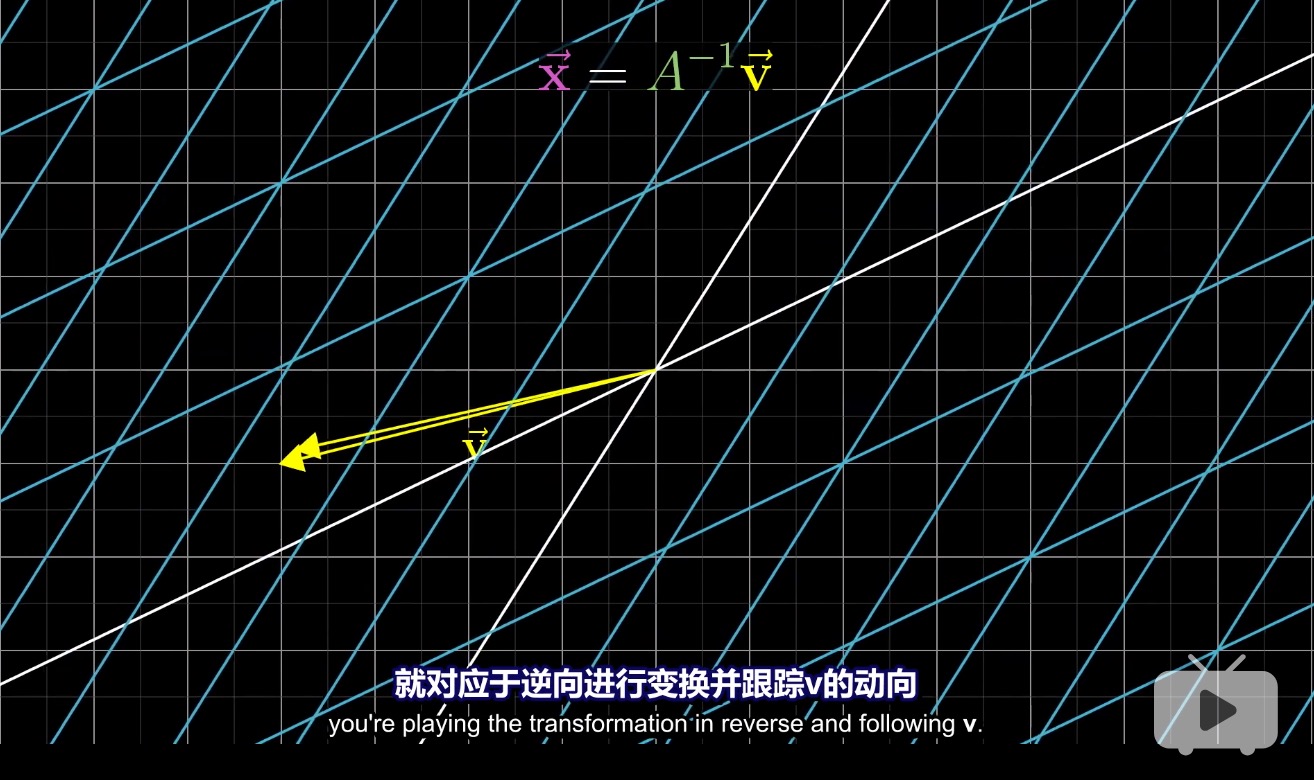 x⃗ = A⁻¹v⃗
v⃗
就对应于逆向进行变换并跟踪v的动向
you're playing the transformation in reverse and following v.